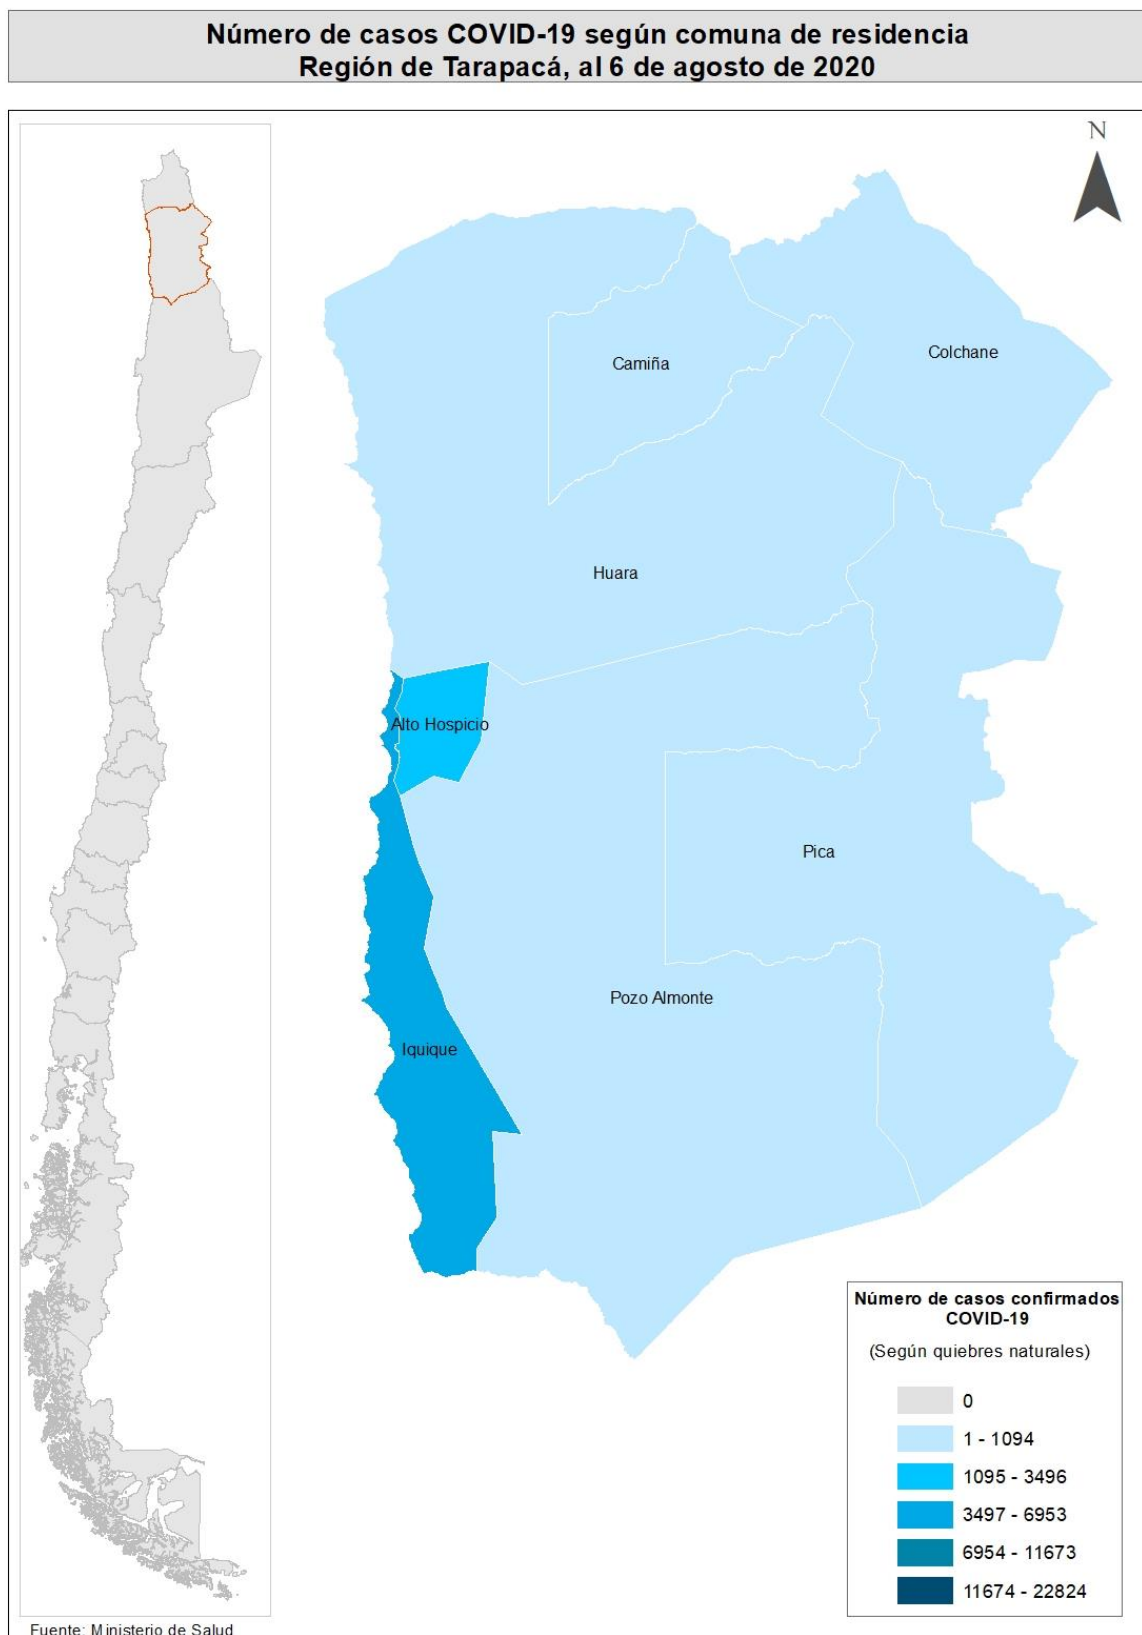 Número de casos COVID-19 según comuna de residencia
Región de Tarapacá, al 6 de agosto de 2020
N
Camiña
Colchane
Huara
Alto Hospicio
Pica
Pozo Almonte
Iquique
Número de casos confirmados
COVID-19
(Según quiebres naturales)
0
1 - 1094
1095 - 3496
3497 - 6953
6954 - 11673
11674 - 22824
Fuente: Ministerio de Salud